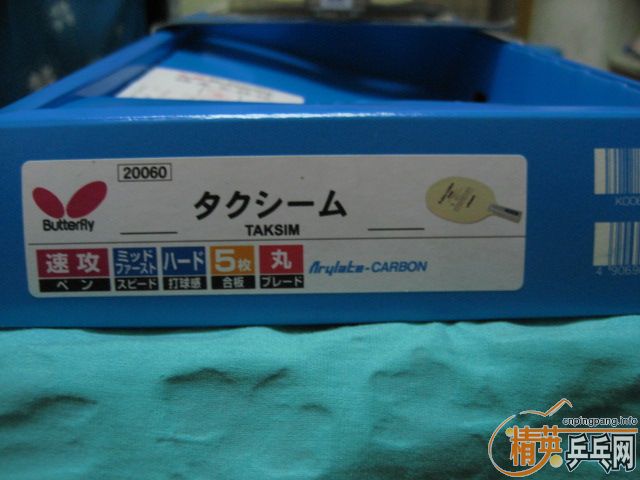 20060
Butterfly
タクシーム
TAKSIM
速攻 ミッドファースト ハード 5枚 丸
ペン スピード 打球感 合板 ブレード
Arylate-CARBON
cnpingpang.info
精英乒乓网